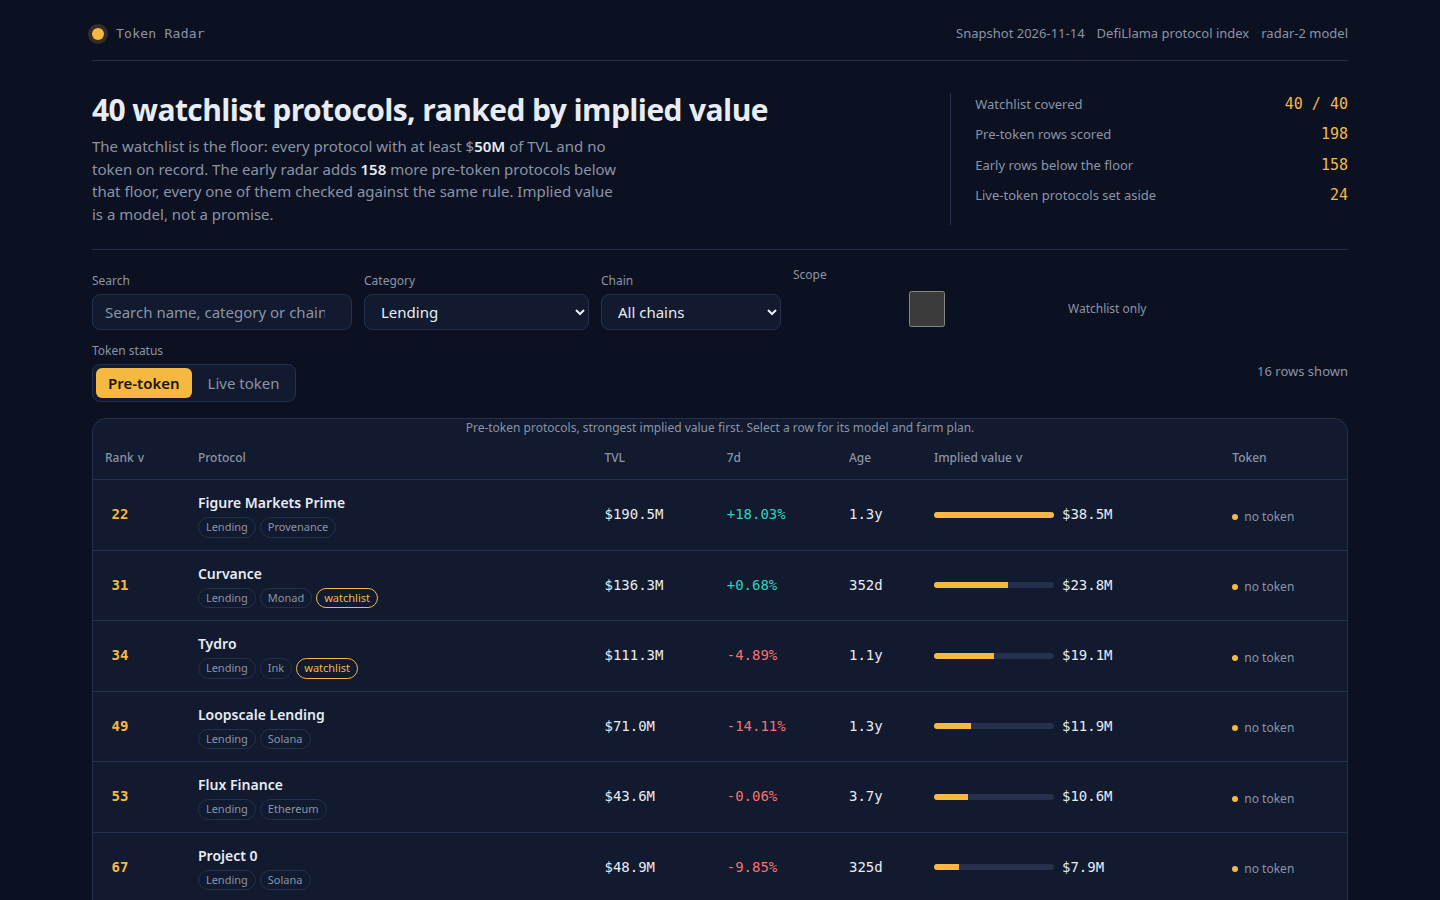 Token Radar
Snapshot 2026-11-14 DefiLlama protocol index radar-2 model
40 watchlist protocols, ranked by implied value
The watchlist is the floor: every protocol with at least $50M of TVL and no
token on record. The early radar adds 158 more pre-token protocols below
that floor, every one of them checked against the same rule. Implied value
is a model, not a promise.
Watchlist covered 40 / 40
Pre-token rows scored 198
Early rows below the floor 158
Live-token protocols set aside 24
Search Category Chain Scope
Search name, category or chain Lending All chains Watchlist only
Token status
Pre-token Live token
16 rows shown
Pre-token protocols, strongest implied value first. Select a row for its model and farm plan.
Rank v Protocol TVL 7d Age Implied value v Token
22 Figure Markets Prime $190.5M +18.03% 1.3y $38.5M no token
Lending Provenance
31 Curvance $136.3M +0.68% 352d $23.8M no token
Lending Monad watchlist
34 Tydro $111.3M -4.89% 1.1y $19.1M no token
Lending Ink watchlist
49 Loopscale Lending $71.0M -14.11% 1.3y $11.9M no token
Lending Solana
53 Flux Finance $43.6M -0.06% 3.7y $10.6M no token
Lending Ethereum
67 Project 0 $48.9M -9.85% 325d $7.9M no token
Lending Solana